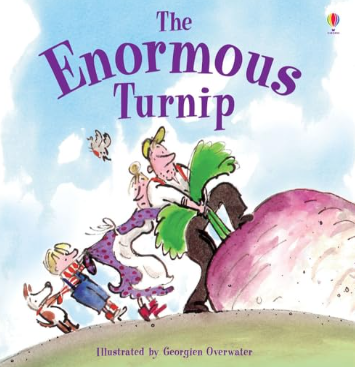 The
Enormous
Turnip
Illustrated by Georgien Overwater